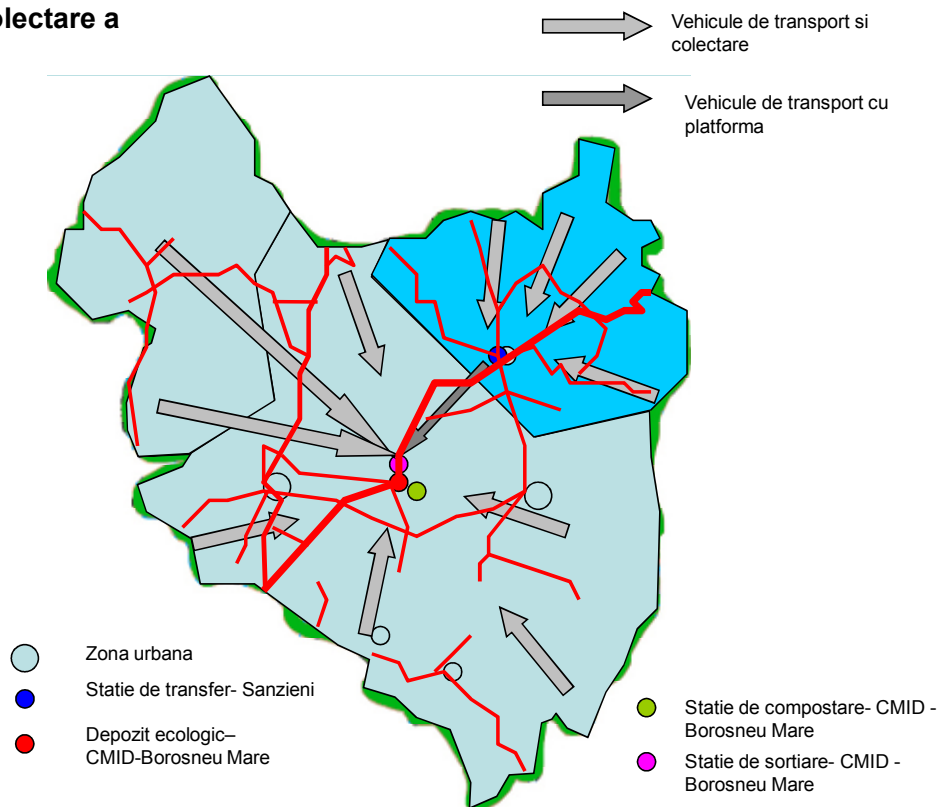 olectare a
Vehicule de transport si
colectare
Vehicule de transport cu
platforma
Zona urbana
Statie de transfer- Sanzieni
Depozit ecologic–
CMID-Borosneu Mare
Statie de compostare- CMID -
Borosneu Mare
Statie de sortiare- CMID -
Borosneu Mare